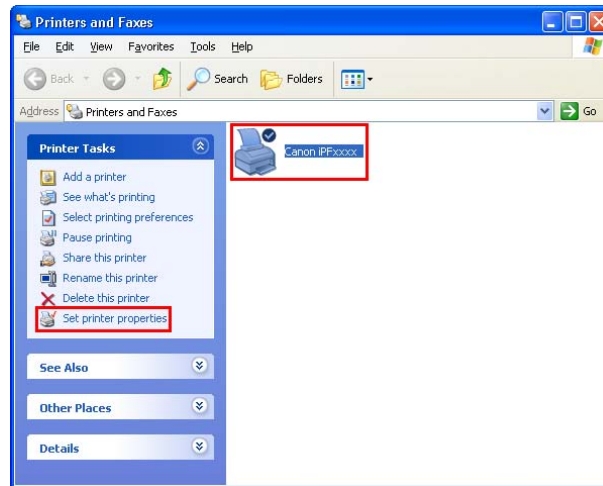 Printers and Faxes
File Edit View Favorites Tools Help
Back Search Folders
Address Printers and Faxes Go
Printer Tasks
Add a printer
See what's printing
Select printing preferences
Pause printing
Share this printer
Rename this printer
Delete this printer
Set printer properties
See Also
Other Places
Details
Canon iPFxxxx